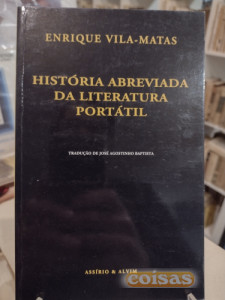 ENRIQUE VILA-MATAS
HISTÓRIA ABREVIADA
DA LITERATURA
PORTÁTIL
TRADUÇÃO DE JOSÉ AGOSTINHO BAPTISTA
ASSÍRIO & ALVIM
coisas